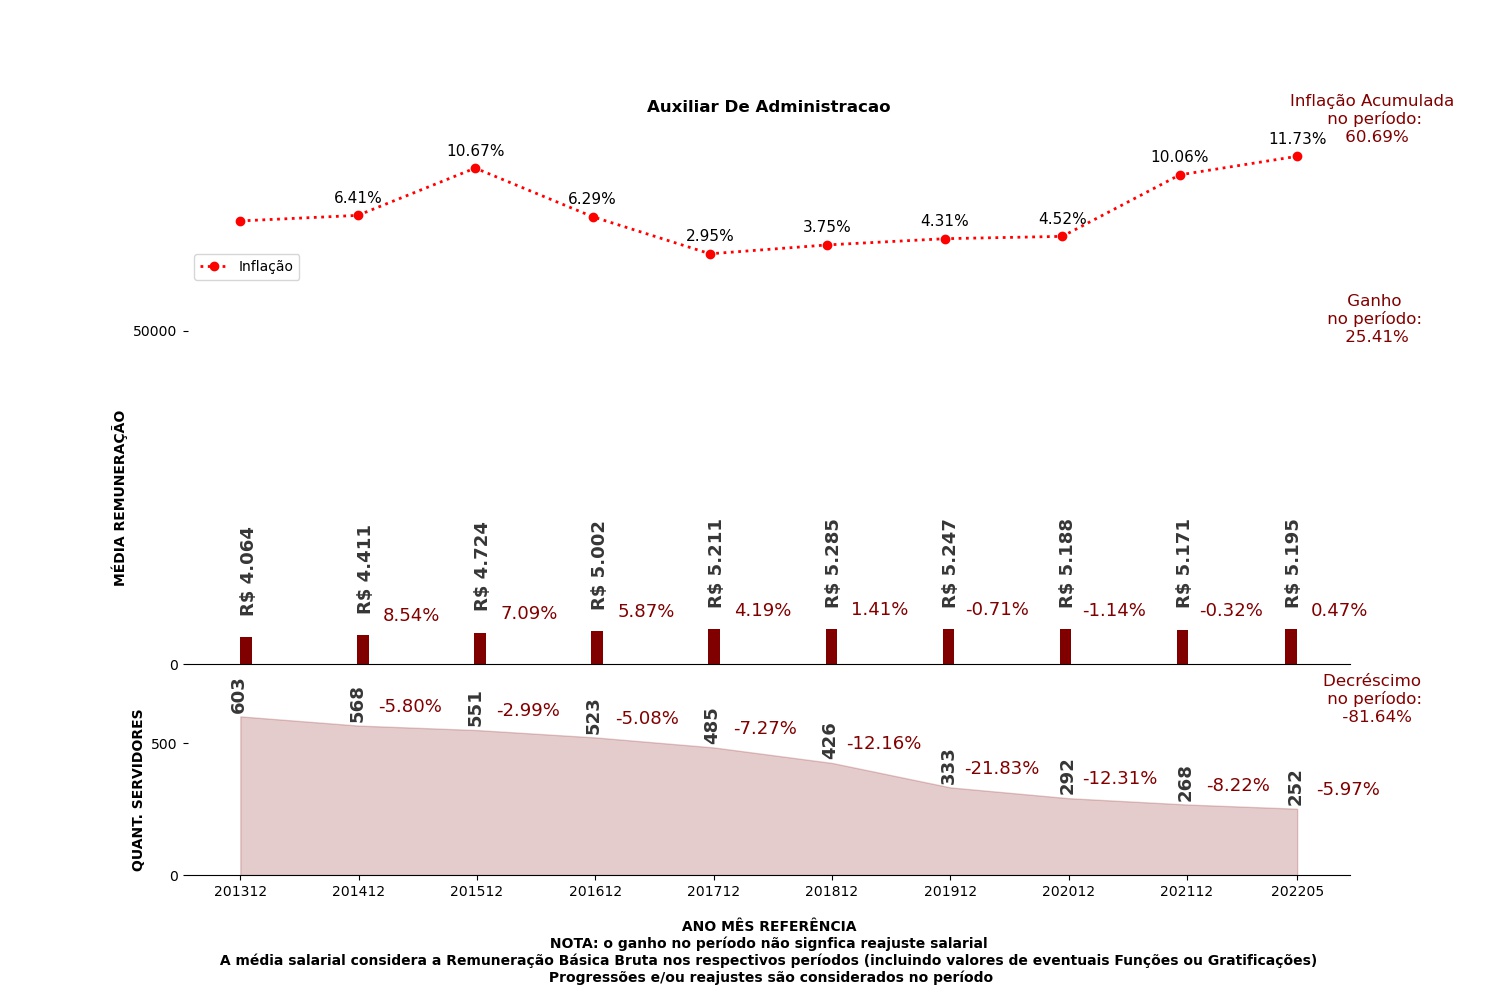 Auxiliar De Administracao
Inflação Acumulada
no período:
60.69%
6.41%
10.67%
6.29%
2.95%
3.75%
4.31%
4.52%
10.06%
11.73%
Inflação
Ganho
no período:
25.41%
50000
0
MÉDIA REMUNERAÇÃO
R$ 4.064
R$ 4.411
R$ 4.724
R$ 5.002
R$ 5.211
R$ 5.285
R$ 5.247
R$ 5.188
R$ 5.171
R$ 5.195
8.54%
7.09%
5.87%
4.19%
1.41%
-0.71%
-1.14%
-0.32%
0.47%
Decréscimo
no período:
-81.64%
QUANT. SERVIDORES
500
0
603
568
551
523
485
426
333
292
268
252
-5.80%
-2.99%
-5.08%
-7.27%
-12.16%
-21.83%
-12.31%
-8.22%
-5.97%
201312
201412
201512
201612
201712
201812
201912
202012
202112
202205
ANO MÊS REFERÊNCIA
NOTA: o ganho no período não signfica reajuste salarial
A média salarial considera a Remuneração Básica Bruta nos respectivos períodos (incluindo valores de eventuais Funções ou Gratificações)
Progressões e/ou reajustes são considerados no período